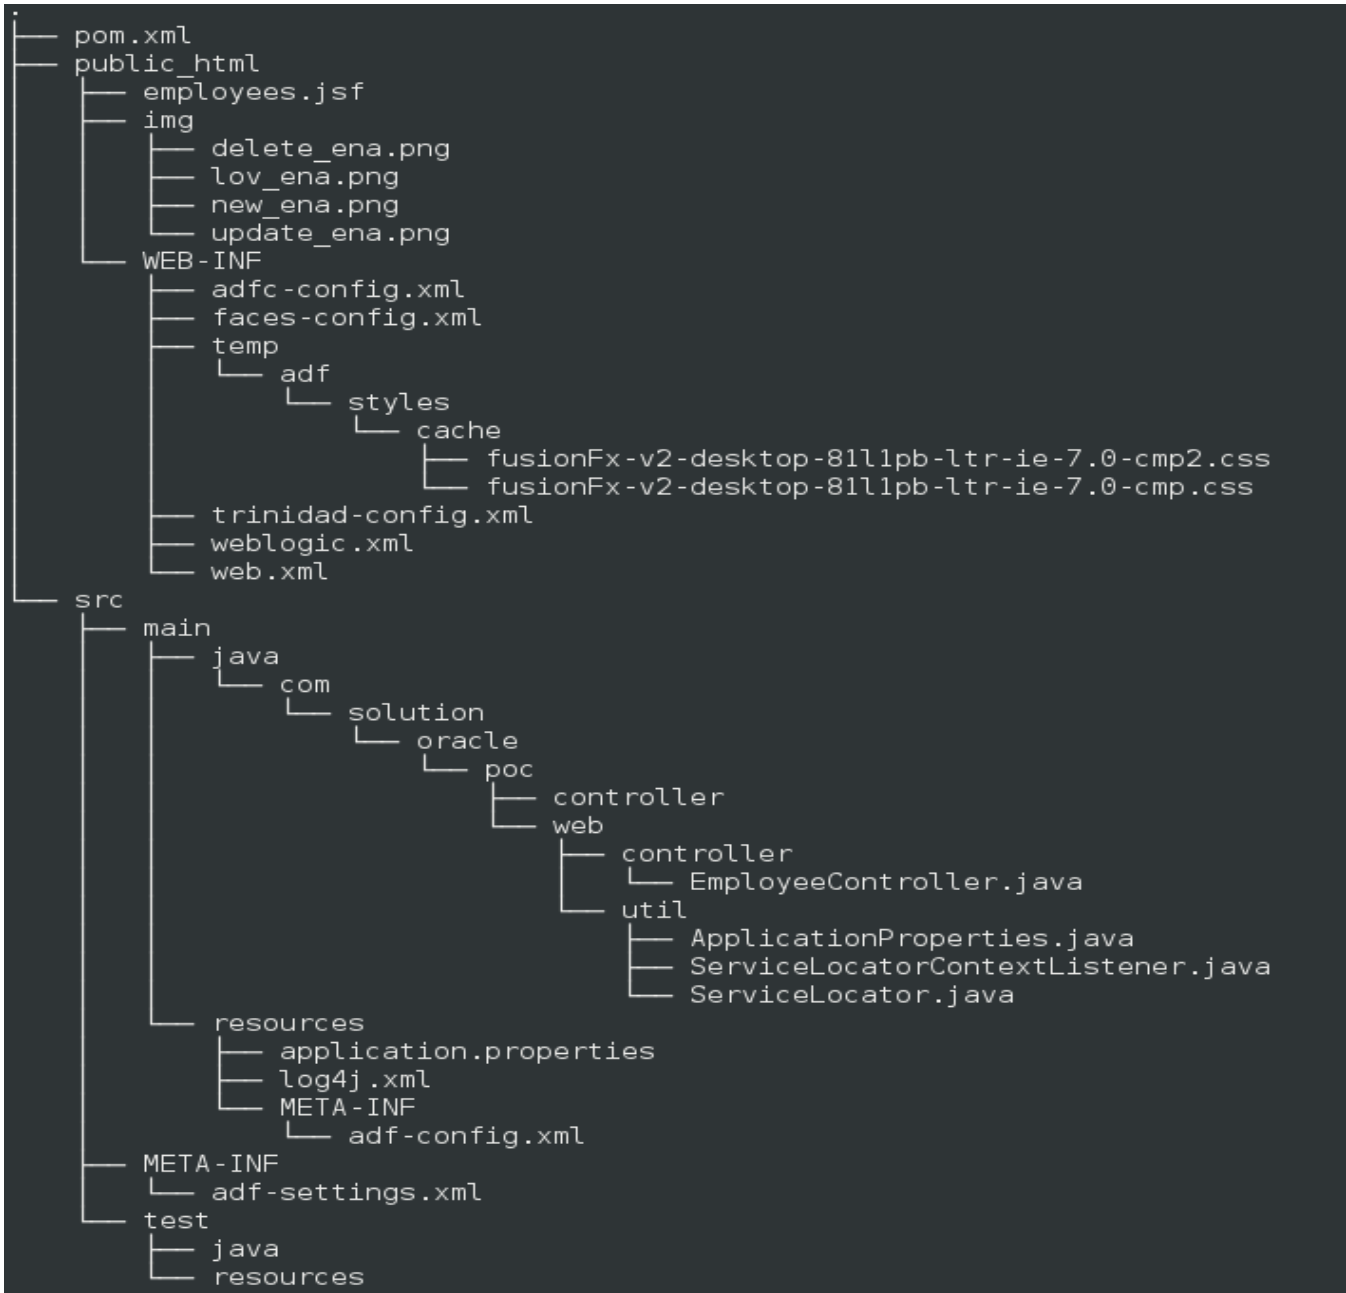 .
├── pom.xml
├── public_html
│   ├── employees.jsf
│   ├── img
│   │   ├── delete_ena.png
│   │   ├── lov_ena.png
│   │   ├── new_ena.png
│   │   └── update_ena.png
│   └── WEB-INF
│       ├── adfc-config.xml
│       ├── faces-config.xml
│       ├── temp
│       │   └── adf
│       │       └── styles
│       │           └── cache
│       │               ├── fusionFx-v2-desktop-81l1pb-ltr-ie-7.0-cmp2.css
│       │               └── fusionFx-v2-desktop-81l1pb-ltr-ie-7.0-cmp.css
│       ├── trinidad-config.xml
│       ├── weblogic.xml
│       └── web.xml
└── src
    ├── main
    │   ├── java
    │   │   └── com
    │   │       └── solution
    │   │           └── oracle
    │   │               └── poc
    │   │                   ├── controller
    │   │                   └── web
    │   │                       ├── controller
    │   │                       │   └── EmployeeController.java
    │   │                       └── util
    │   │                           ├── ApplicationProperties.java
    │   │                           ├── ServiceLocatorContextListener.java
    │   │                           └── ServiceLocator.java
    │   └── resources
    │       ├── application.properties
    │       ├── log4j.xml
    │       └── META-INF
    │           └── adf-config.xml
    ├── META-INF
    │   └── adf-settings.xml
    └── test
        ├── java
        └── resources